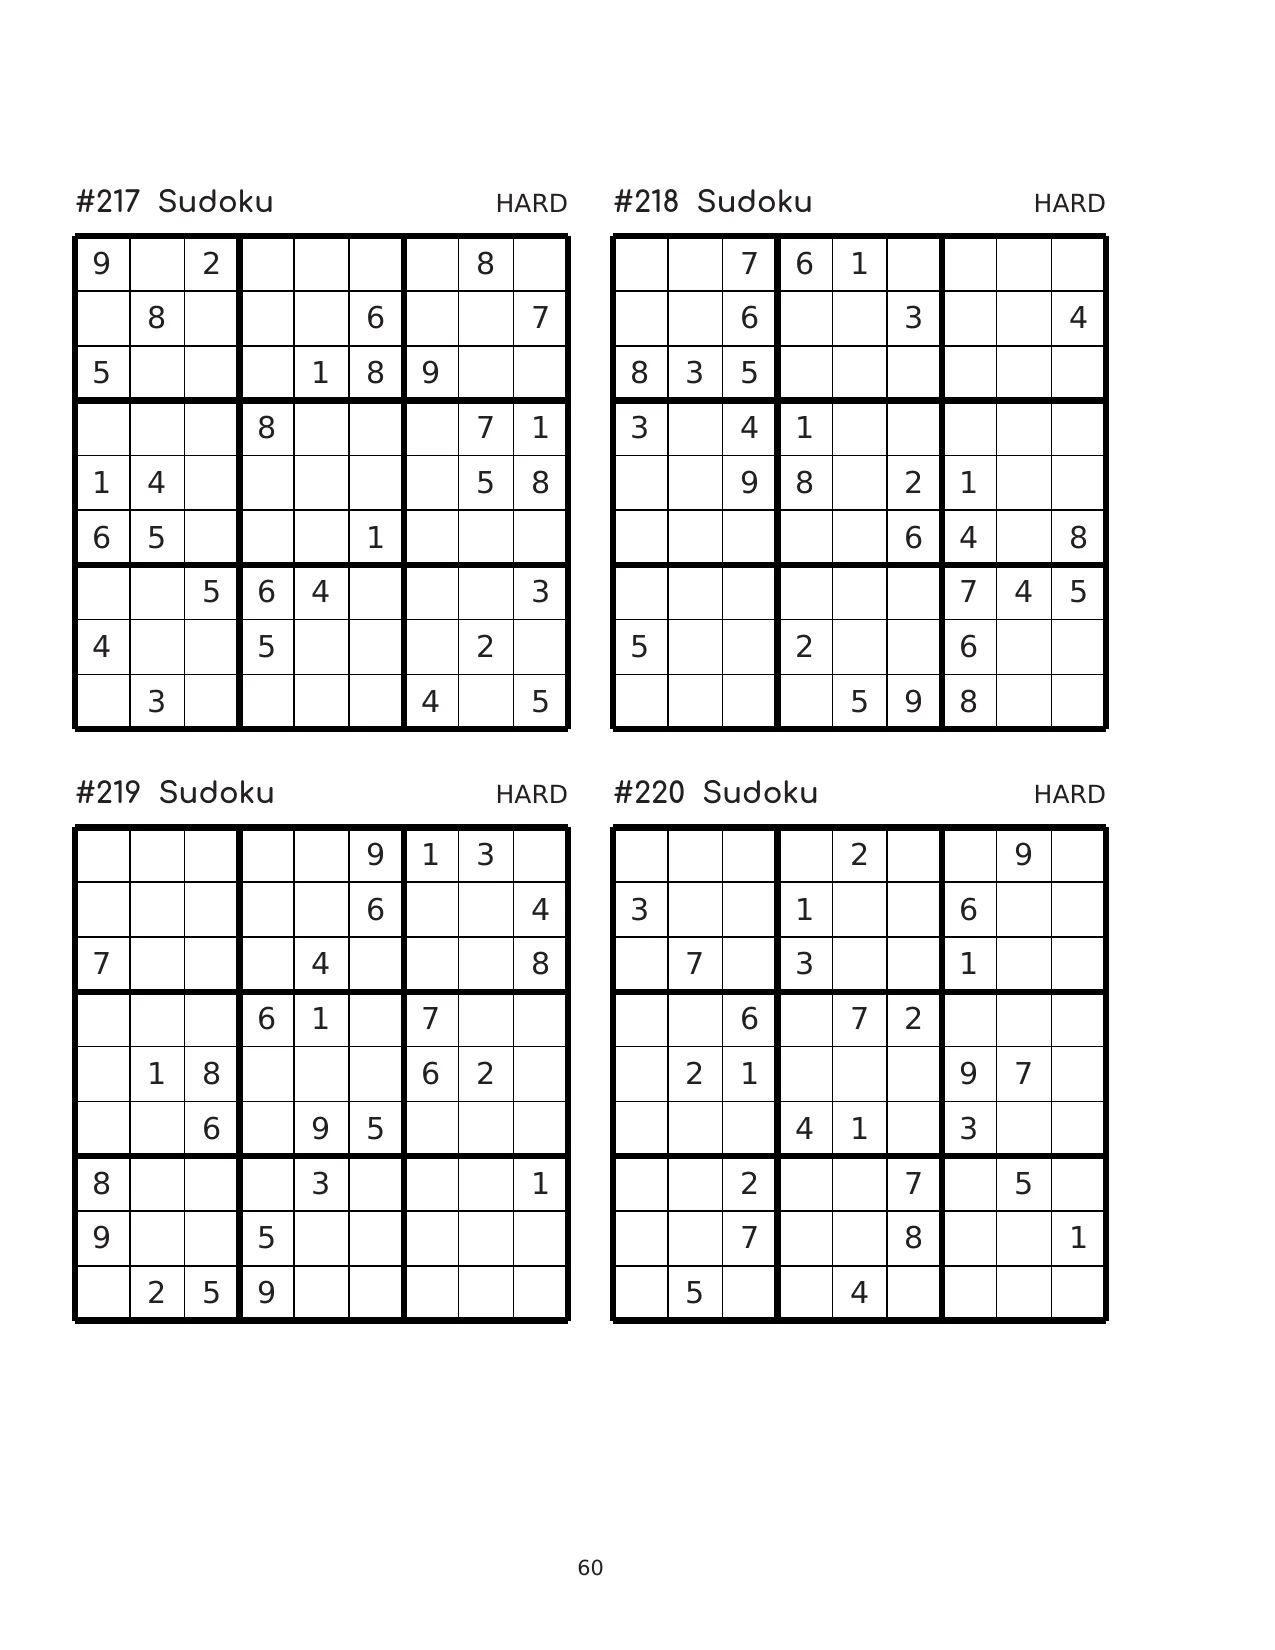 #217 Sudoku HARD
9 2 8
8 6 7
5 1 8 9
8 7 1
1 4 5 8
6 5 1
5 6 4 3
4 5 2
3 4 5
#218 Sudoku HARD
7 6 1
6 3 4
8 3 5
3 4 1
9 8 2 1
6 4 8
7 4 5
5 2 6
5 9 8
#219 Sudoku HARD
9 1 3
6 4
7 4 8
6 1 7
1 8 6 2
6 9 5
8 3 1
9 5
2 5 9
#220 Sudoku HARD
2 9
3 1 6
7 3 1
6 7 2
2 1 9 7
4 1 3
2 7 5
7 8 1
5 4
60